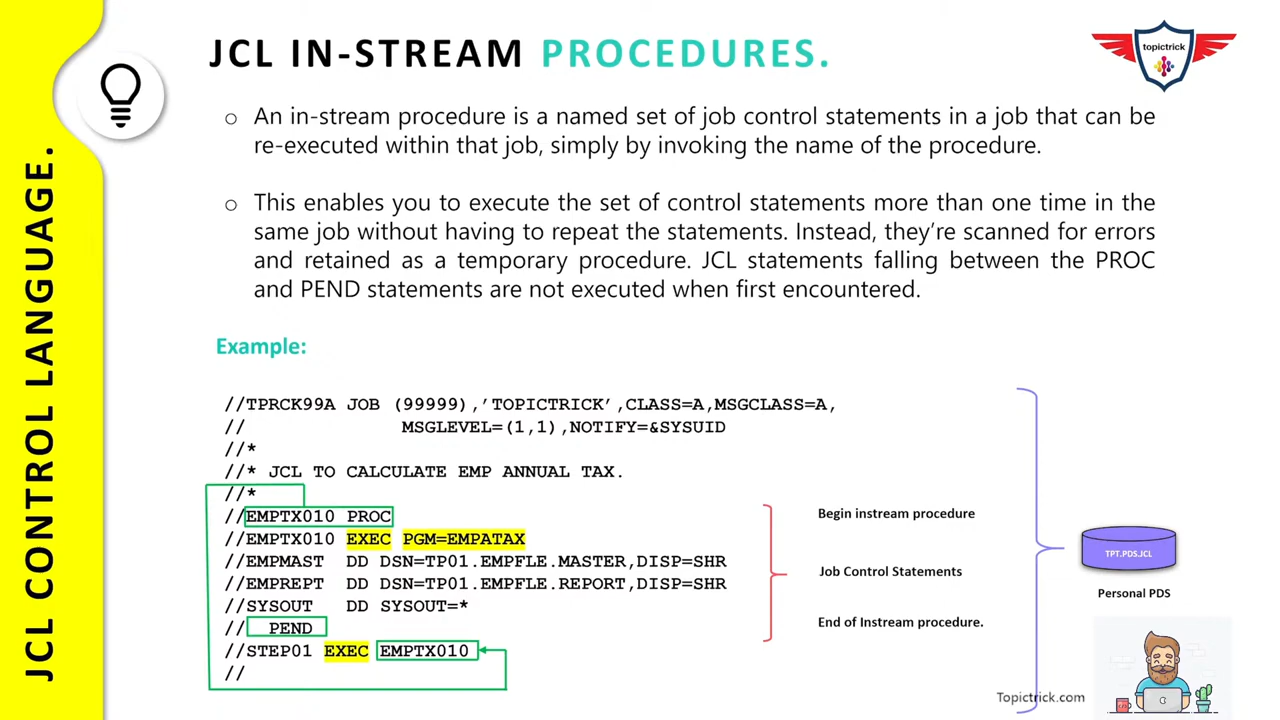 JCL CONTROL LANGUAGE.
JCL IN-STREAM PROCEDURES.
topictrick
o An in-stream procedure is a named set of job control statements in a job that can be
re-executed within that job, simply by invoking the name of the procedure.
o This enables you to execute the set of control statements more than one time in the
same job without having to repeat the statements. Instead, they’re scanned for errors
and retained as a temporary procedure. JCL statements falling between the PROC
and PEND statements are not executed when first encountered.
Example:
//TPRCK99A JOB (99999),’TOPICTRICK’,CLASS=A,MSGCLASS=A,
//             MSGLEVEL=(1,1),NOTIFY=&SYSUID
//*
//* JCL TO CALCULATE EMP ANNUAL TAX.
//*
//EMPTX010 PROC
//EMPTX010 EXEC PGM=EMPATAX
//EMPMAST  DD DSN=TP01.EMPFLE.MASTER,DISP=SHR
//EMPREPT  DD DSN=TP01.EMPFLE.REPORT,DISP=SHR
//SYSOUT   DD SYSOUT=*
//  PEND
//STEP01 EXEC EMPTX010
//
Begin instream procedure
Job Control Statements
End of Instream procedure.
TPT.PDS.JCL
Personal PDS
Topictrick.com